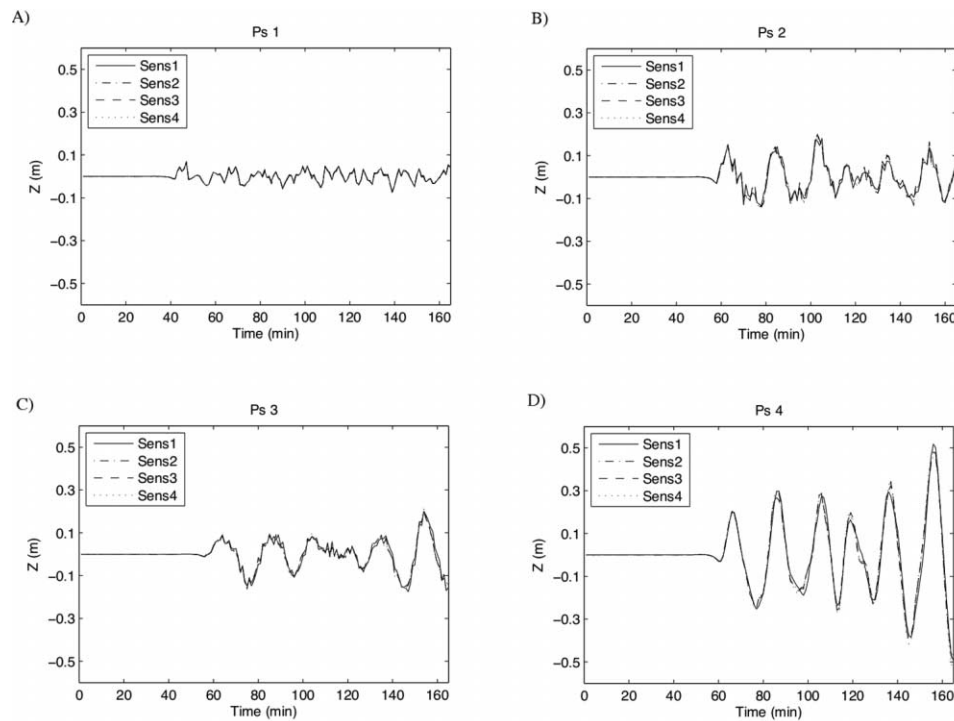 A)
Ps 1
0.5
0.3
0.1
−0.1
−0.3
−0.5
Z (m)
Sens1
Sens2
Sens3
Sens4
0 20 40 60 80 100 120 140 160
Time (min)
B)
Ps 2
0.5
0.3
0.1
−0.1
−0.3
−0.5
Z (m)
Sens1
Sens2
Sens3
Sens4
0 20 40 60 80 100 120 140 160
Time (min)
C)
Ps 3
0.5
0.3
0.1
−0.1
−0.3
−0.5
Z (m)
Sens1
Sens2
Sens3
Sens4
0 20 40 60 80 100 120 140 160
Time (min)
D)
Ps 4
0.5
0.3
0.1
−0.1
−0.3
−0.5
Z (m)
Sens1
Sens2
Sens3
Sens4
0 20 40 60 80 100 120 140 160
Time (min)